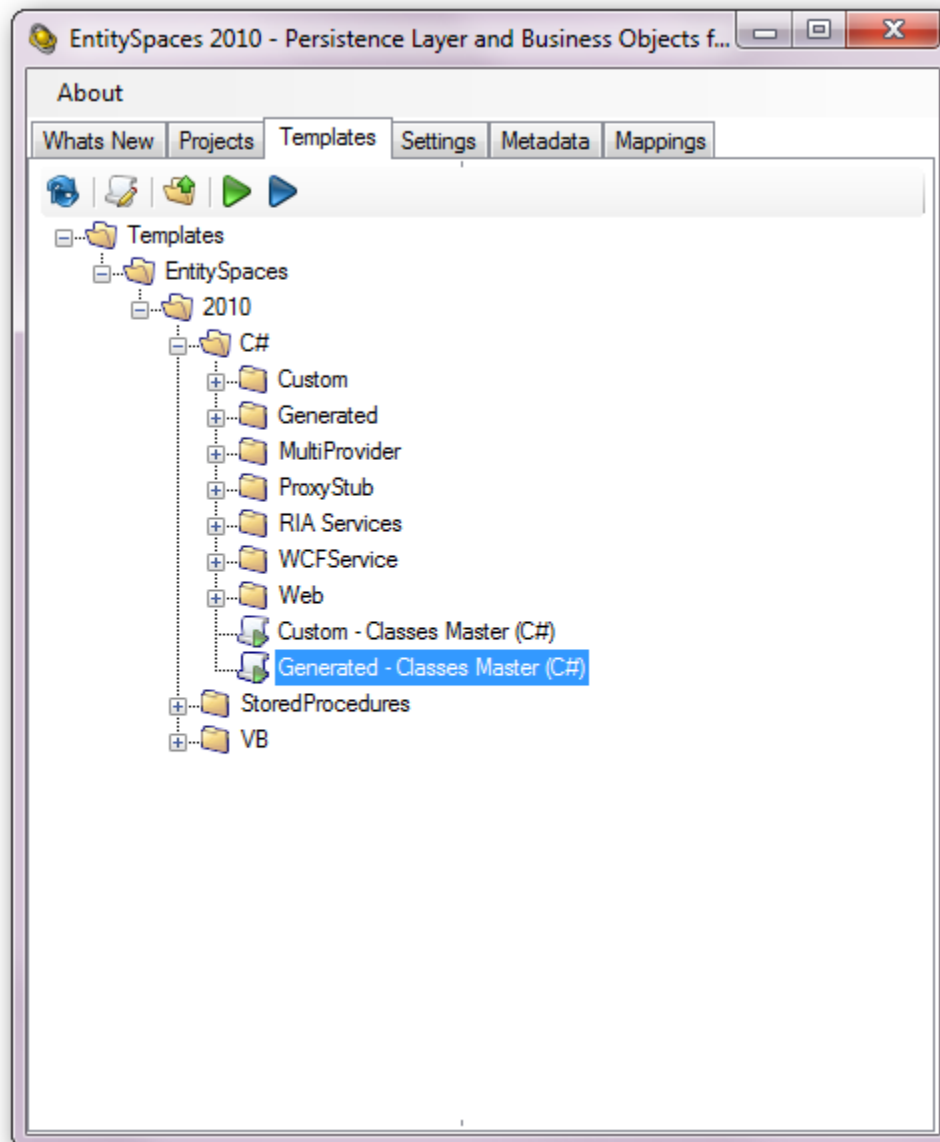 EntitySpaces 2010 - Persistence Layer and Business Objects f...
About
Whats New Projects Templates Settings Metadata Mappings
Templates
EntitySpaces
2010
C#
Custom
Generated
MultiProvider
ProxyStub
RIA Services
WCFService
Web
Custom - Classes Master (C#)
Generated - Classes Master (C#)
StoredProcedures
VB